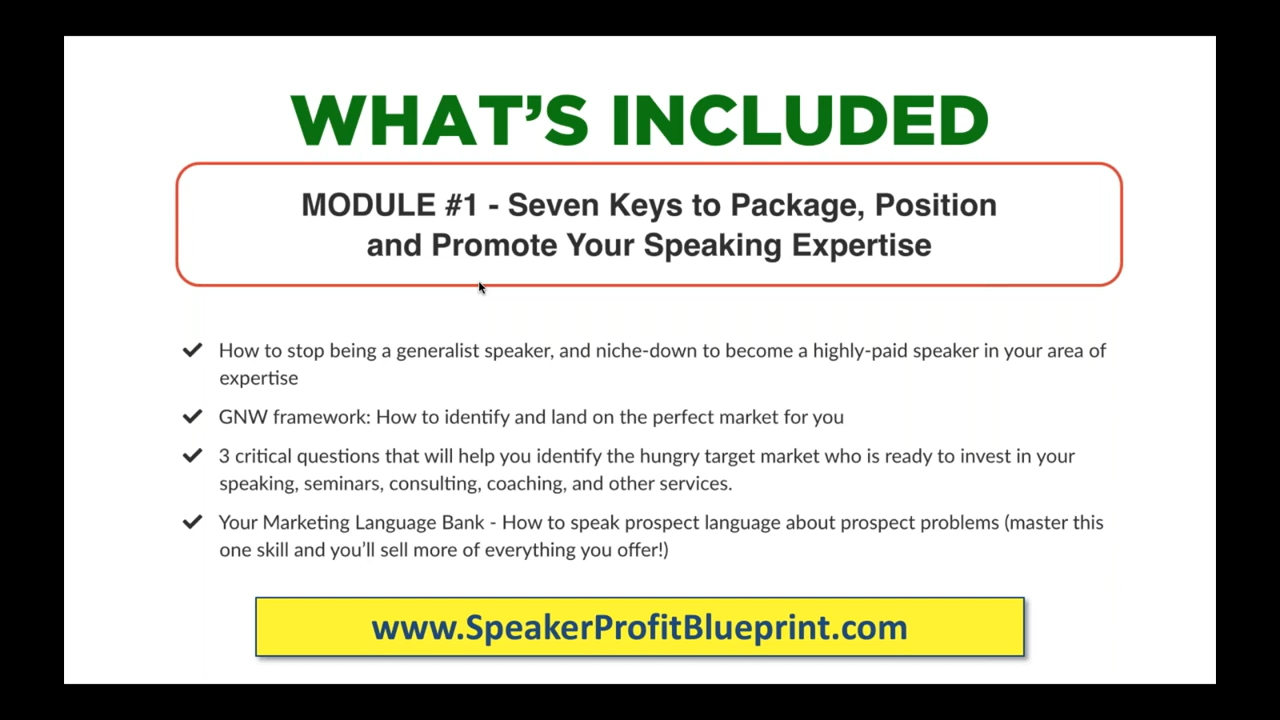 WHAT'S INCLUDED
MODULE #1 - Seven Keys to Package, Position
and Promote Your Speaking Expertise
How to stop being a generalist speaker, and niche-down to become a highly-paid speaker in your area of
expertise
GNW framework: How to identify and land on the perfect market for you
3 critical questions that will help you identify the hungry target market who is ready to invest in your
speaking, seminars, consulting, coaching, and other services.
Your Marketing Language Bank - How to speak prospect language about prospect problems (master this
one skill and you'll sell more of everything you offer!)
www.SpeakerProfitBlueprint.com